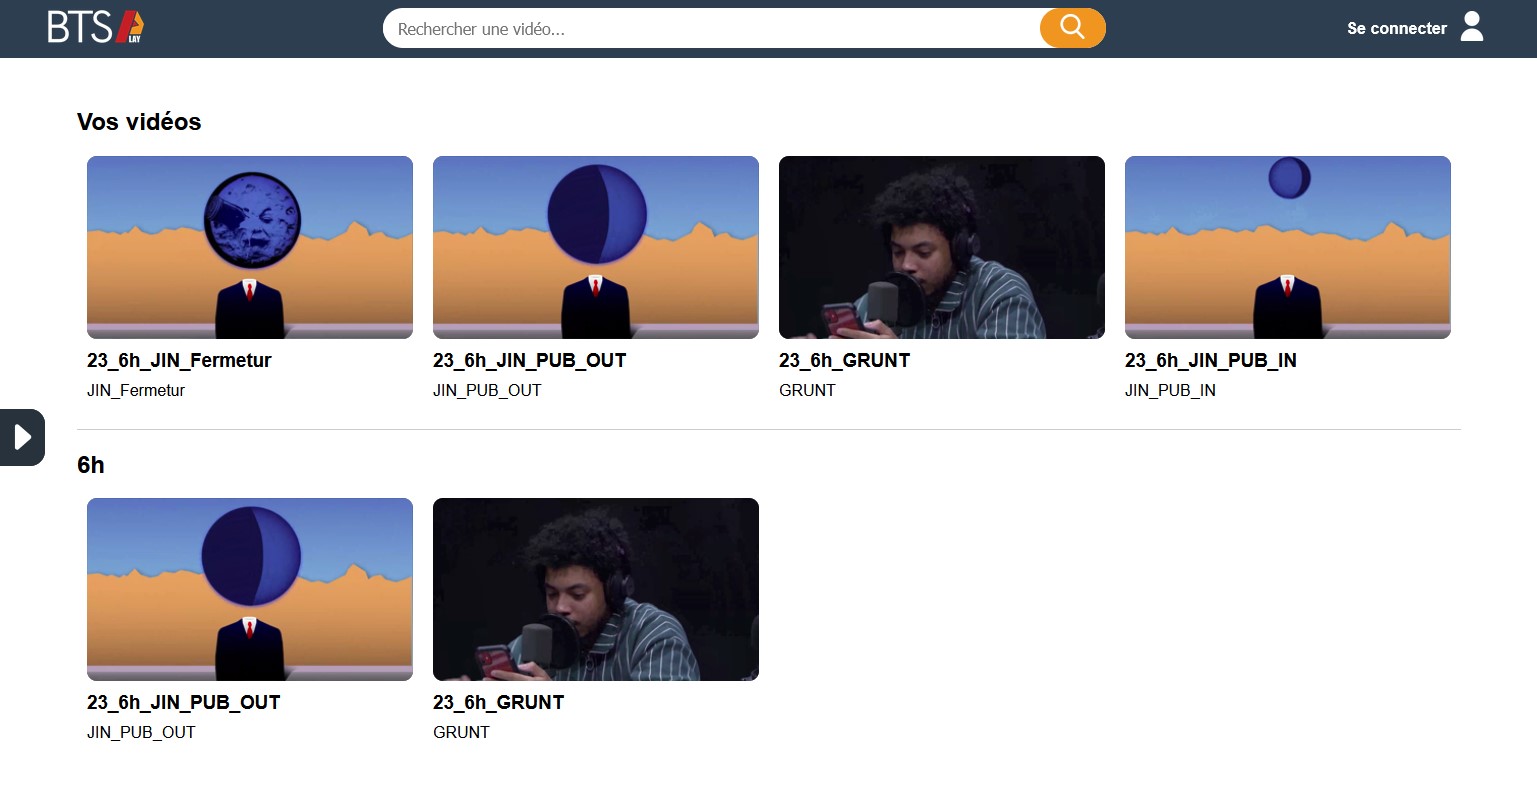 BTS LAY
Rechercher une vidéo...
Se connecter
Vos vidéos
23_6h_JIN_Fermetur
JIN_Fermetur
23_6h_JIN_PUB_OUT
JIN_PUB_OUT
23_6h_GRUNT
GRUNT
23_6h_JIN_PUB_IN
JIN_PUB_IN
6h
23_6h_JIN_PUB_OUT
JIN_PUB_OUT
23_6h_GRUNT
GRUNT